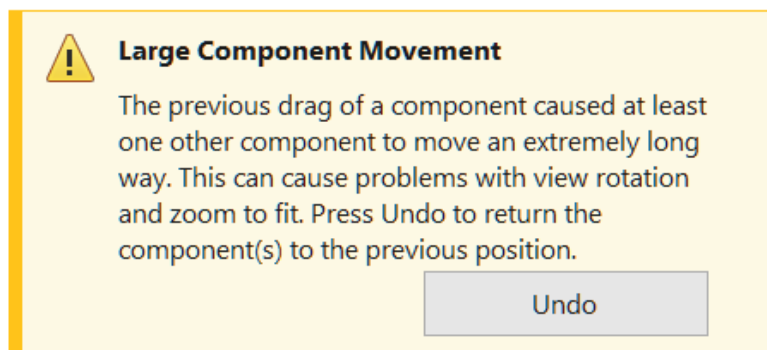 Large Component Movement
The previous drag of a component caused at least
one other component to move an extremely long
way. This can cause problems with view rotation
and zoom to fit. Press Undo to return the
component(s) to the previous position.
Undo